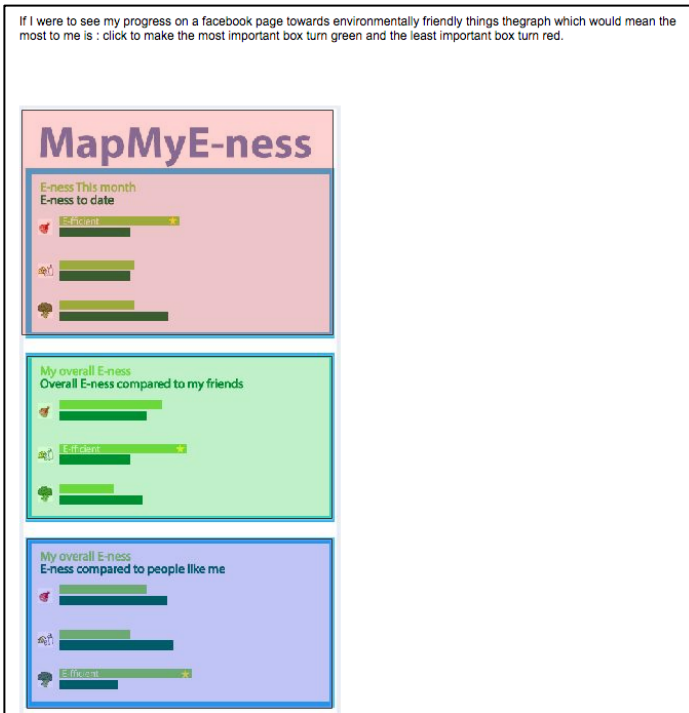 If I were to see my progress on a facebook page towards environmentally friendly things thegraph which would mean the
most to me is : click to make the most important box turn green and the least important box turn red.
MapMyE-ness
E-ness This month
E-ness to date
E-fficient
My overall E-ness
Overall E-ness compared to my friends
E-fficient
My overall E-ness
E-ness compared to people like me
E-fficient